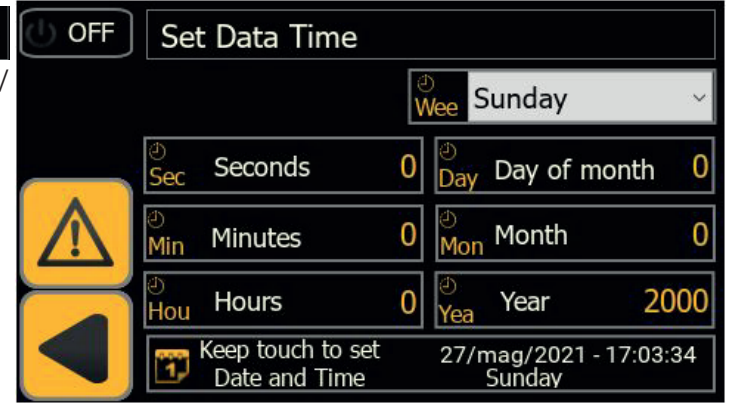 OFF
Set Data Time
/
Wee Sunday
Sec Seconds 0
Day Day of month 0
Min Minutes 0
Mon Month 0
Hou Hours 0
Yea Year 2000
1
Keep touch to set
Date and Time
27/mag/2021 - 17:03:34
Sunday